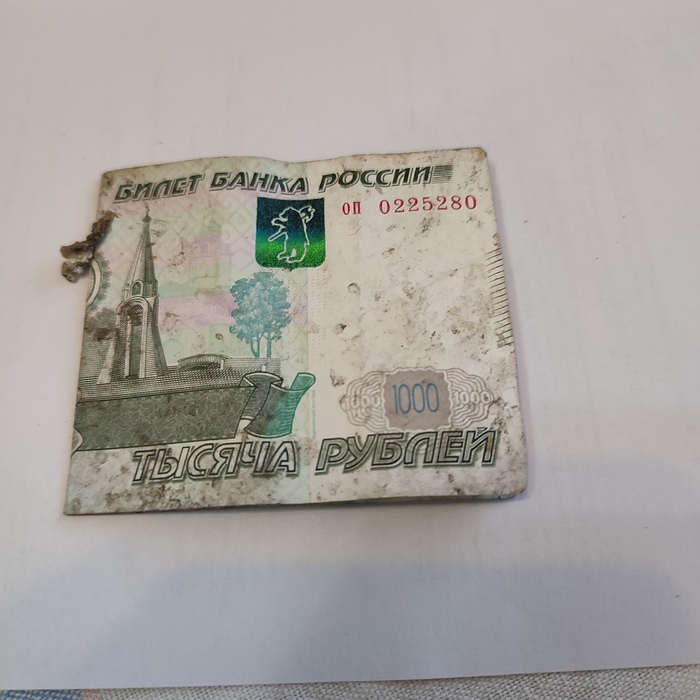 БИЛЕТ БАНКА РОССИИ
ОП 0225280
1000
ТЫСЯЧА РУБЛЕЙ